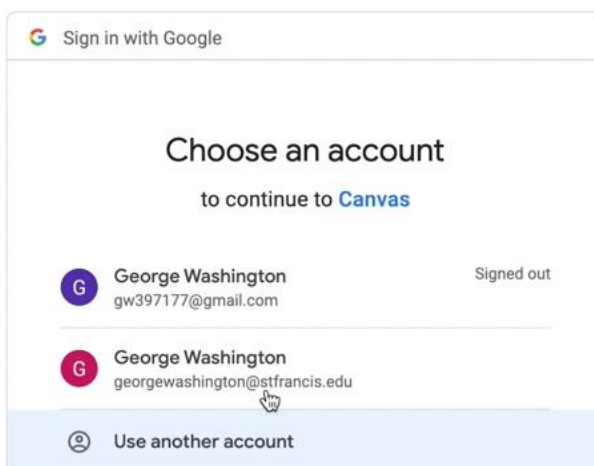 Sign in with Google
Choose an account
to continue to Canvas
G
George Washington
Signed out
gw397177@gmail.com
G
George Washington
georgewashington@stfrancis.edu
Use another account